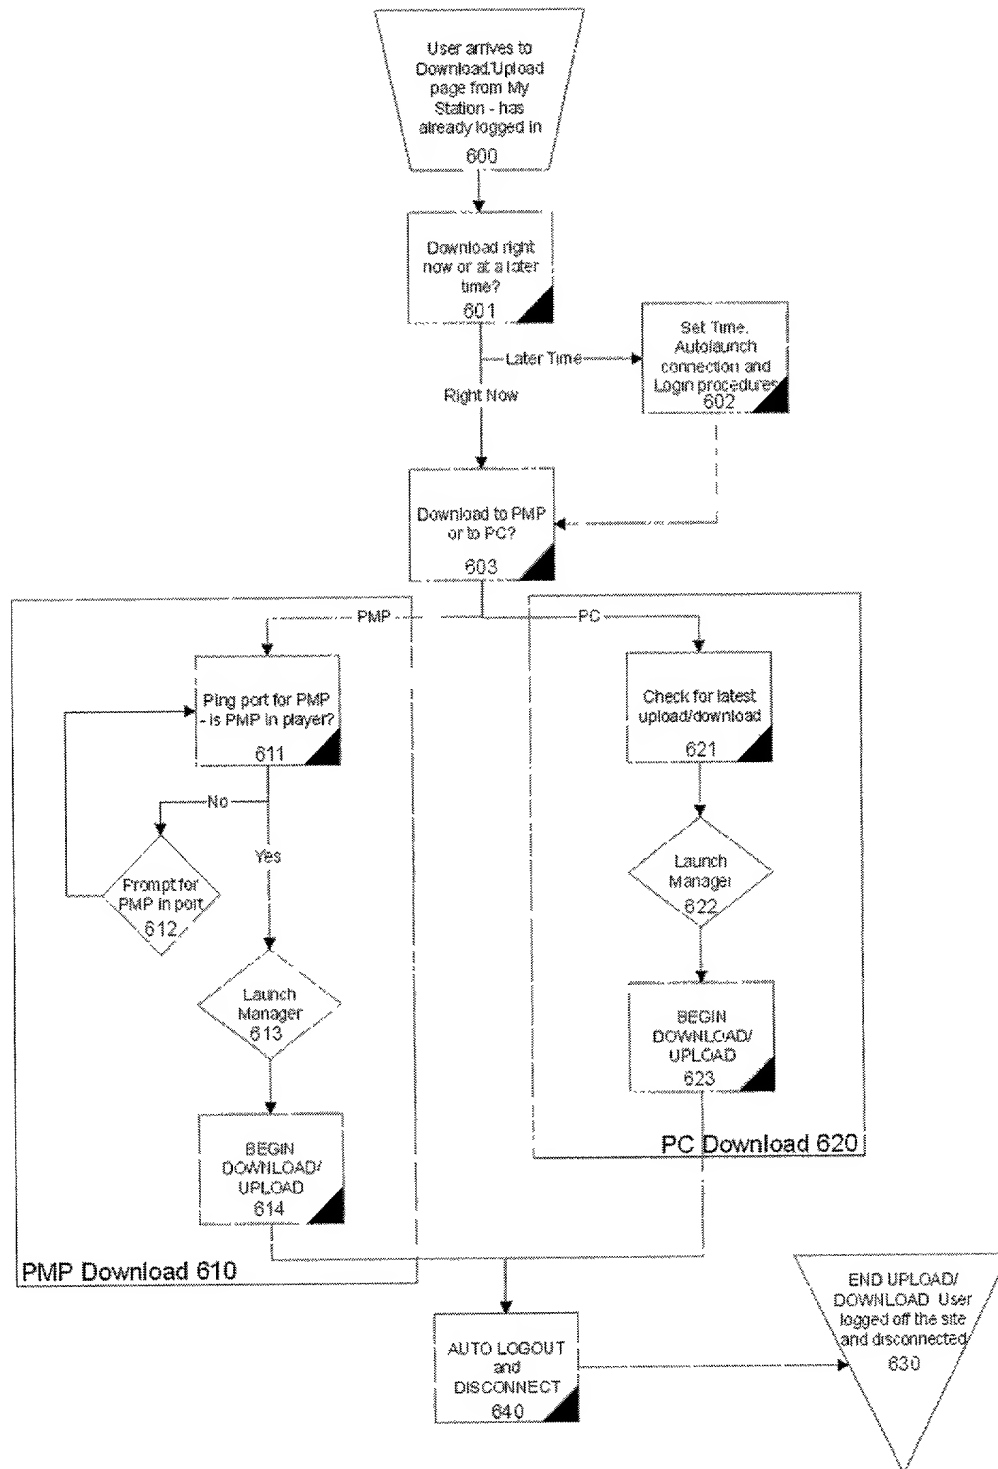 User arrives to
Download/Upload
page from My
Station - has
already logged in
600
Download right
now or at a later
time?
601
Later Time
Set Time.
Autolaunch
connection and
Login procedures
602
Right Now
Download to PMP
or to PC?
603
PMP
PC
Ping port for PMP
- is PMP in player?
611
No
Yes
Prompt for
PMP in port
612
Launch
Manager
613
BEGIN
DOWNLOAD/
UPLOAD
614
PMP Download 610
Check for latest
upload/download
621
Launch
Manager
622
BEGIN
DOWNLOAD/
UPLOAD
623
PC Download 620
AUTO LOGOUT
and
DISCONNECT
640
END UPLOAD/
DOWNLOAD User
logged off the site
and disconnected
630